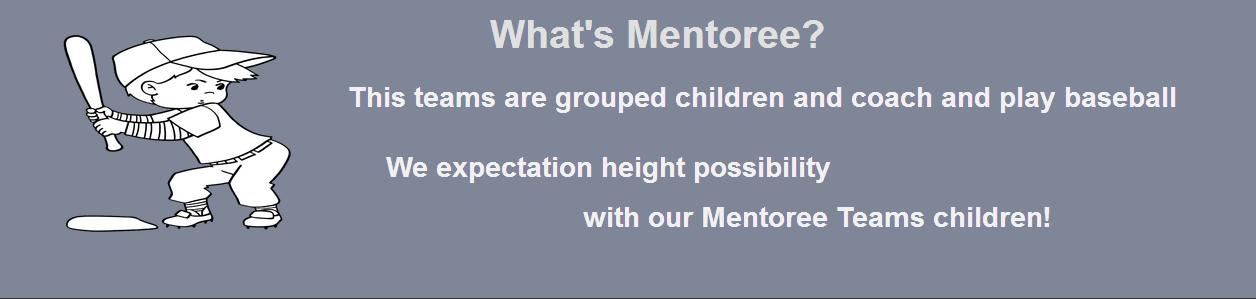 What's Mentoree?
This teams are grouped children and coach and play baseball
We expectation height possibility
with our Mentoree Teams children!